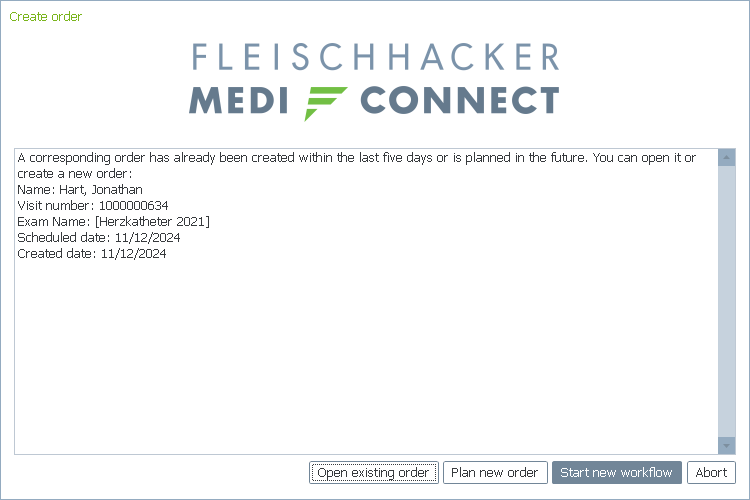 Create order
FLEISCHHACKER
MEDI CONNECT
A corresponding order has already been created within the last five days or is planned in the future. You can open it or
create a new order:
Name: Hart, Jonathan
Visit number: 1000000634
Exam Name: [Herzkatheter 2021]
Scheduled date: 11/12/2024
Created date: 11/12/2024
Open existing order
Plan new order
Start new workflow
Abort